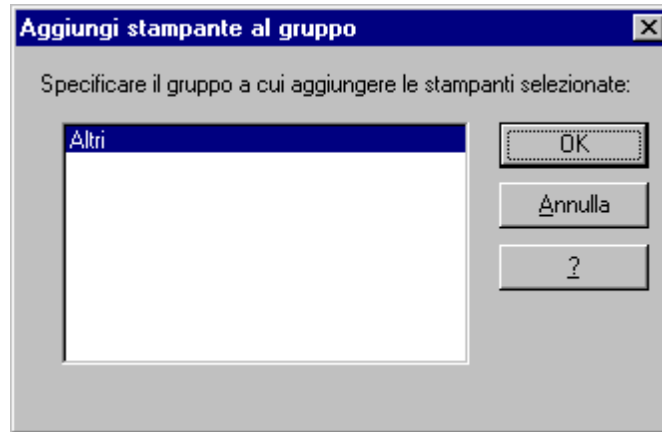 Aggiungi stampante al gruppo
Specificare il gruppo a cui aggiungere le stampanti selezionate:
Altri
OK
Annulla
?